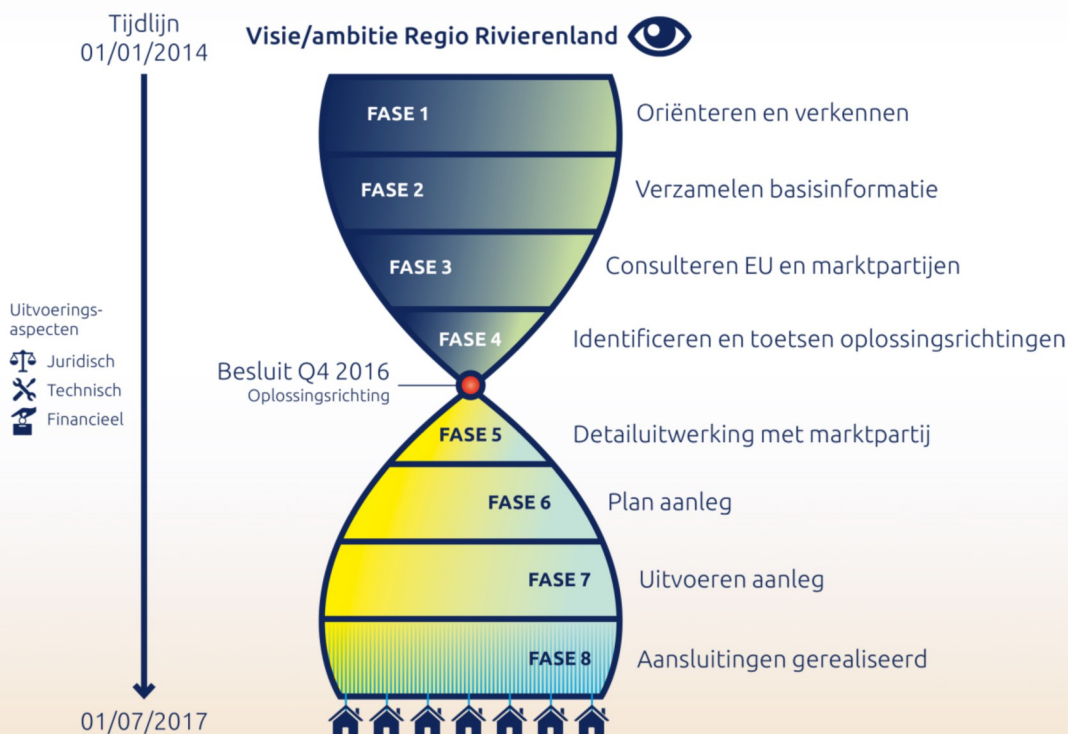 Tijdlijn
01/01/2014
Visie/ambitie Regio Rivierenland
FASE 1
Oriënteren en verkennen
FASE 2
Verzamelen basisinformatie
FASE 3
Consulteren EU en marktpartijen
Uitvoerings-
aspecten
Juridisch
Technisch
Financieel
FASE 4
Identificeren en toetsen oplossingsrichtingen
Besluit Q4 2016
Oplossingsrichting
FASE 5
Detailuitwerking met marktpartij
FASE 6
Plan aanleg
FASE 7
Uitvoeren aanleg
FASE 8
Aansluitingen gerealiseerd
01/07/2017